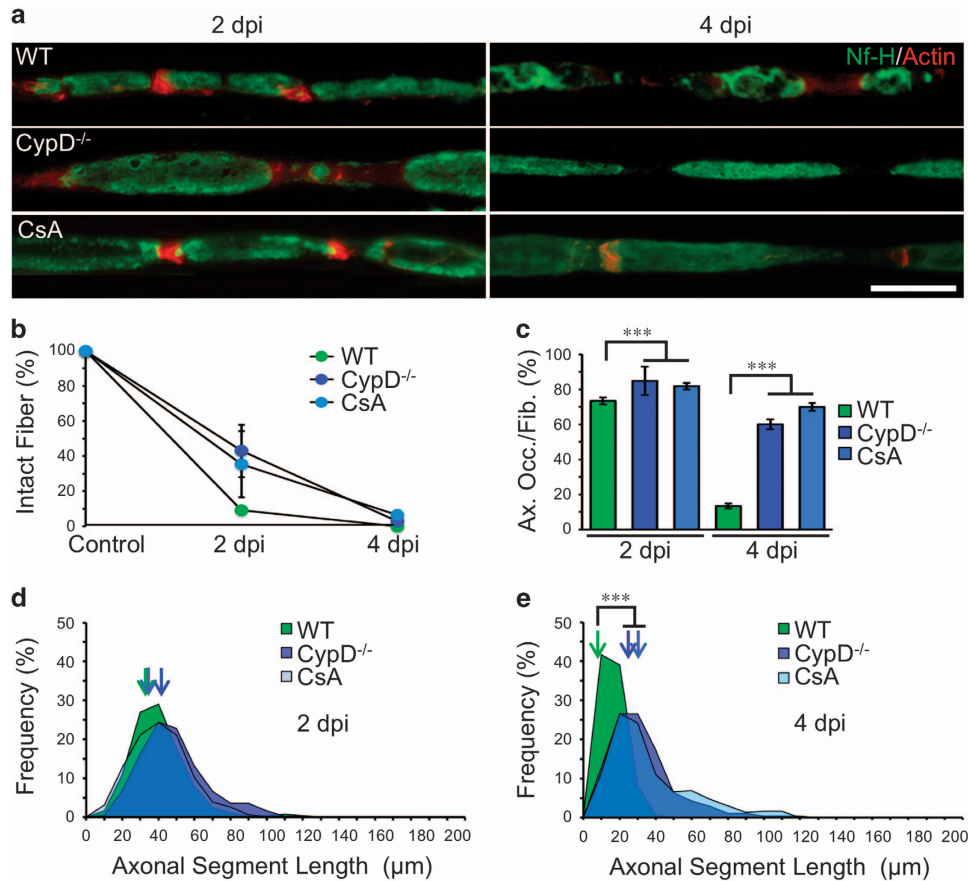 a
2 dpi 4 dpi
WT Nf-H/Actin
CypD-/-
CsA
b
Intact Fiber (%)
100
80
60
40
20
0
Control 2 dpi 4 dpi
WT
CypD-/-
CsA
c
Ax. Occ./Fib. (%)
100
80
60
40
20
0
*** ***
2 dpi 4 dpi
WT
CypD-/-
CsA
d
Frequency (%)
50
40
30
20
10
0
WT
CypD-/-
CsA
2 dpi
0 20 40 60 80 100 120 140 160 180 200
Axonal Segment Length (µm)
e
Frequency (%)
50
40
30
20
10
0
***
WT
CypD-/-
CsA
4 dpi
0 20 40 60 80 100 120 140 160 180 200
Axonal Segment Length (µm)